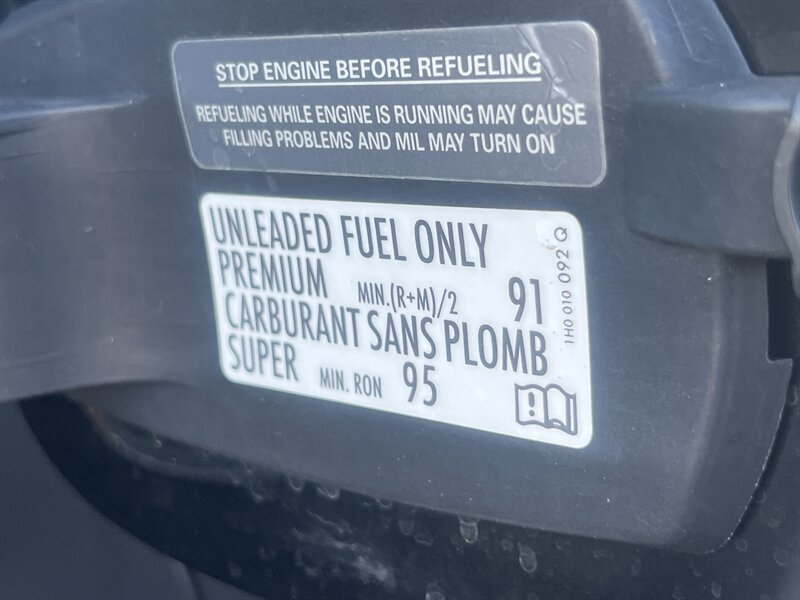 STOP ENGINE BEFORE REFUELING
REFUELING WHILE ENGINE IS RUNNING MAY CAUSE
FILLING PROBLEMS AND MIL MAY TURN ON
UNLEADED FUEL ONLY
PREMIUM MIN.(R+M)/2 91
CARBURANT SANS PLOMB
SUPER MIN. RON 95
1H0 010 092 Q